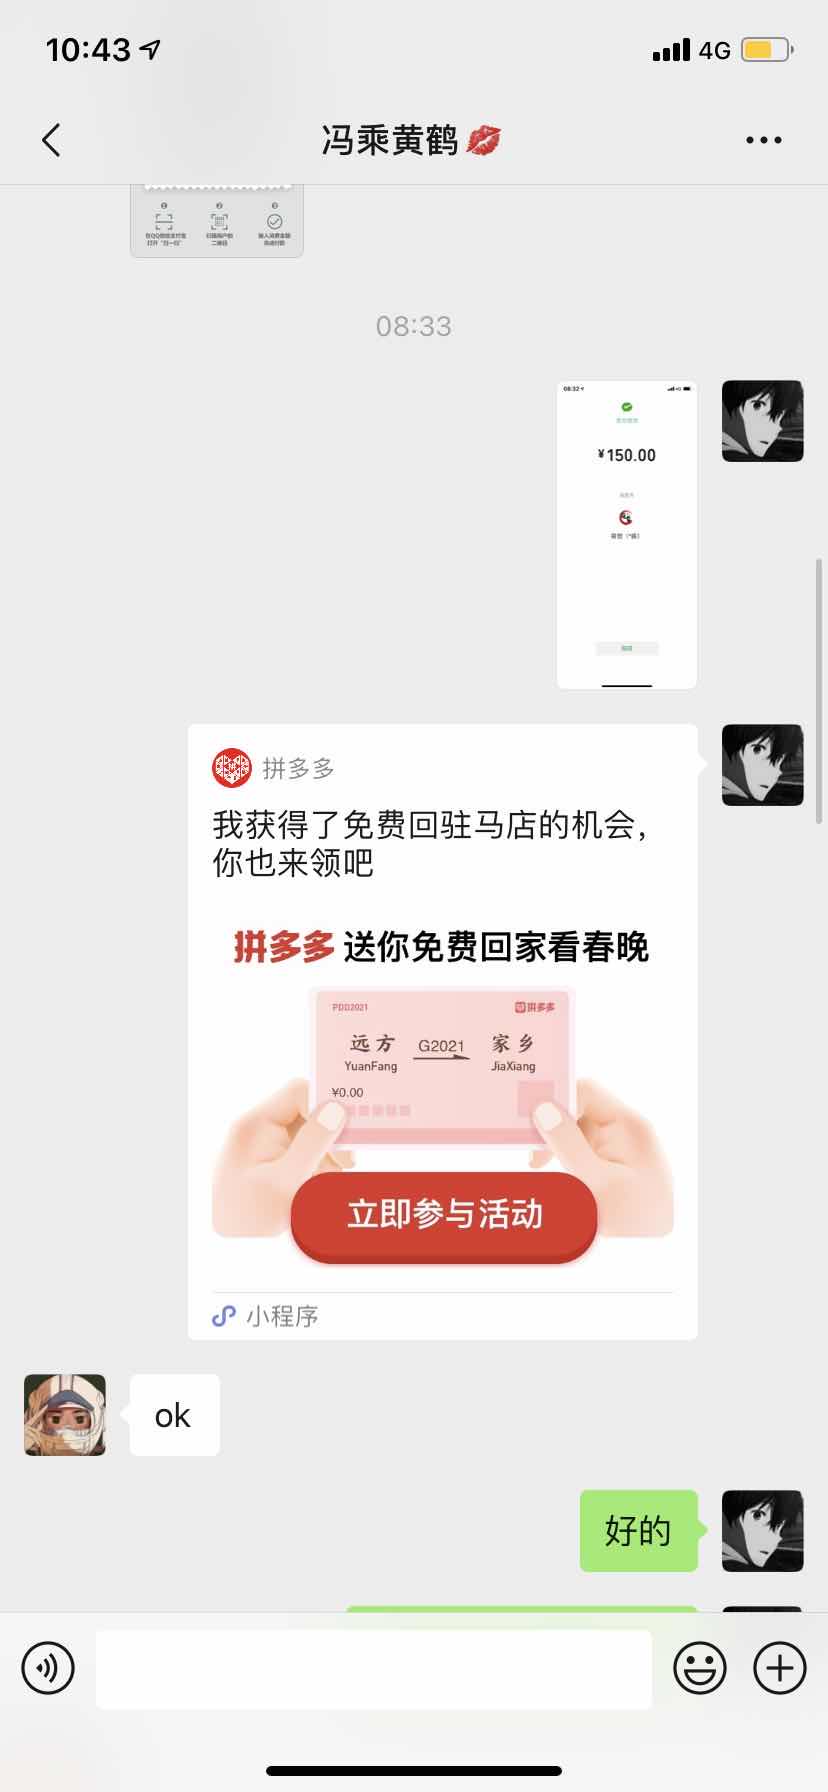 10:43
4G
冯乘黄鹤💋
08:33
08:32
¥150.00
拼多多
我获得了免费回驻马店的机会，
你也来领吧
拼多多 送你免费回家看春晚
PDD2021
拼多多
远方 G2021 家乡
YuanFang JiaXiang
¥0.00
立即参与活动
小程序
ok
好的